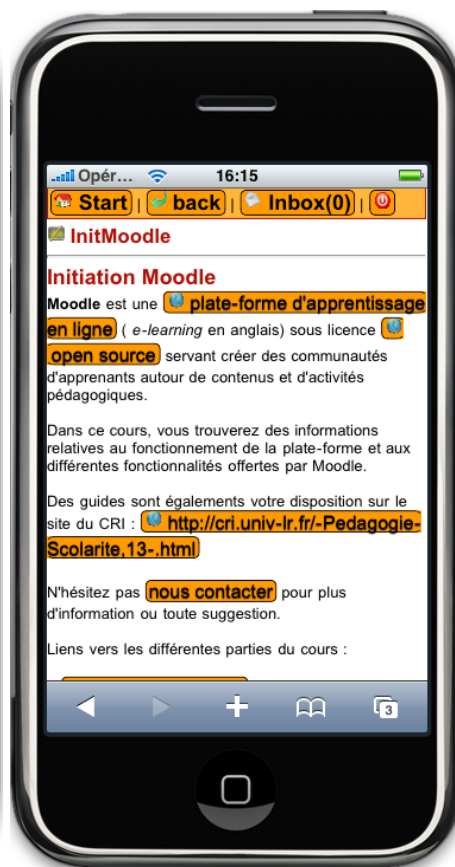 Opér... 16:15
Start | back | Inbox(0) |
InitMoodle
Initiation Moodle
Moodle est une plate-forme d'apprentissage
en ligne ( e-learning en anglais) sous licence
open source servant créer des communautés
d'apprenants autour de contenus et d'activités
pédagogiques.
Dans ce cours, vous trouverez des informations
relatives au fonctionnement de la plate-forme et aux
différentes fonctionnalités offertes par Moodle.
Des guides sont également votre disposition sur le
site du CRI : http://cri.univ-lr.fr/-Pedagogie-
Scolarite,13-.html
N'hésitez pas nous contacter pour plus
d'information ou toute suggestion.
Liens vers les différentes parties du cours :
3